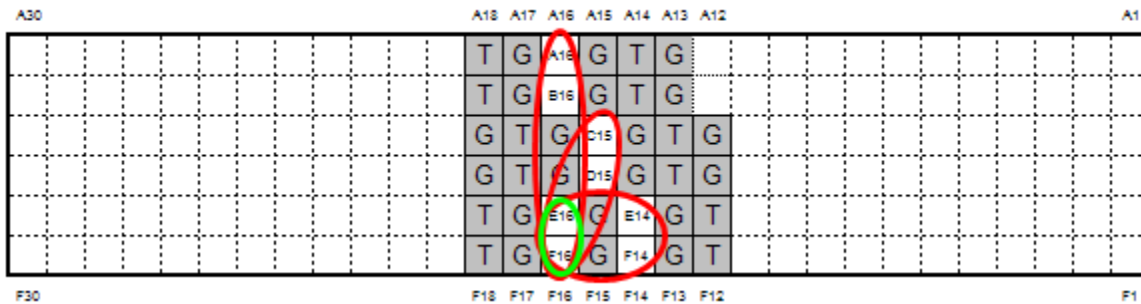 A30 A18 A17 A16 A15 A14 A13 A12 A1
T G A16 G T G
T G B16 G T G
G T G C15 G T G
G T G D15 G T G
T G E16 G E14 G T
T G F16 G F14 G T
F30 F18 F17 F16 F15 F14 F13 F12 F1